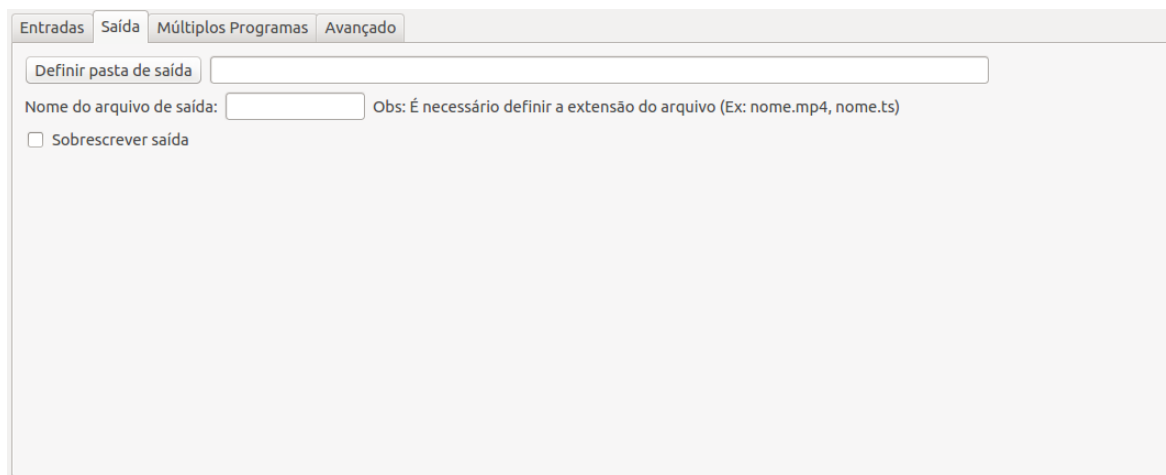 Entradas Saída Múltiplos Programas Avançado
Definir pasta de saída
Nome do arquivo de saída: Obs: É necessário definir a extensão do arquivo (Ex: nome.mp4, nome.ts)
Sobrescrever saída